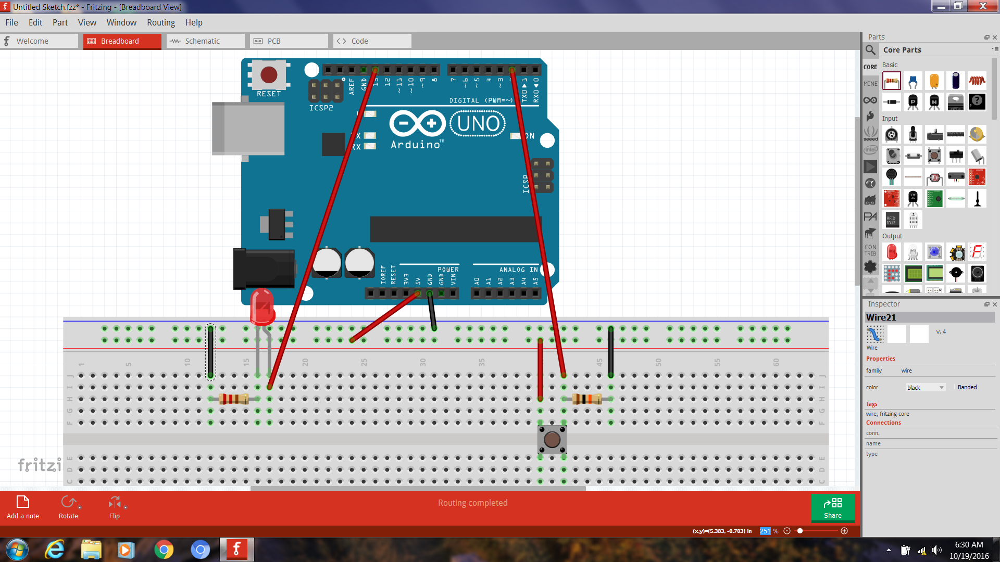 Untitled Sketch.fzz* - Fritzing - [Breadboard View]
File Edit Part View Window Routing Help
Welcome Breadboard Schematic PCB Code
Parts
Core Parts
CORE
MINE
seeed
intel
PA
CON
TRIB
Basic
Input
Output
RFID
ID12
RESET
ICSP2
AREF
GND
13
12
~11
~10
~9
8
7
~6
~5
4
~3
TX0 1
RX0 0
DIGITAL (PWM=~)
X
RX
ON
UNO
Arduino™
ICSP
POWER
ANALOG IN
IOREF
RESET
3V3
5V
GND
GND
VIN
A0
A1
A2
A3
A4
A5
1 5 10 15 20 25 30 35 45 50 55 60
J J
I I
H H
G G
F F
E E
D D
C C
fritzi
Inspector
Wire21
v. 4
Wire
Properties
family wire
color black Banded
Tags
wire, fritzing core
Connections
conn.
name
type
Add a note
Rotate
Flip
Routing completed
Share
(x,y)=(5.383, -0.703) in 251 %
6:30 AM
10/19/2016